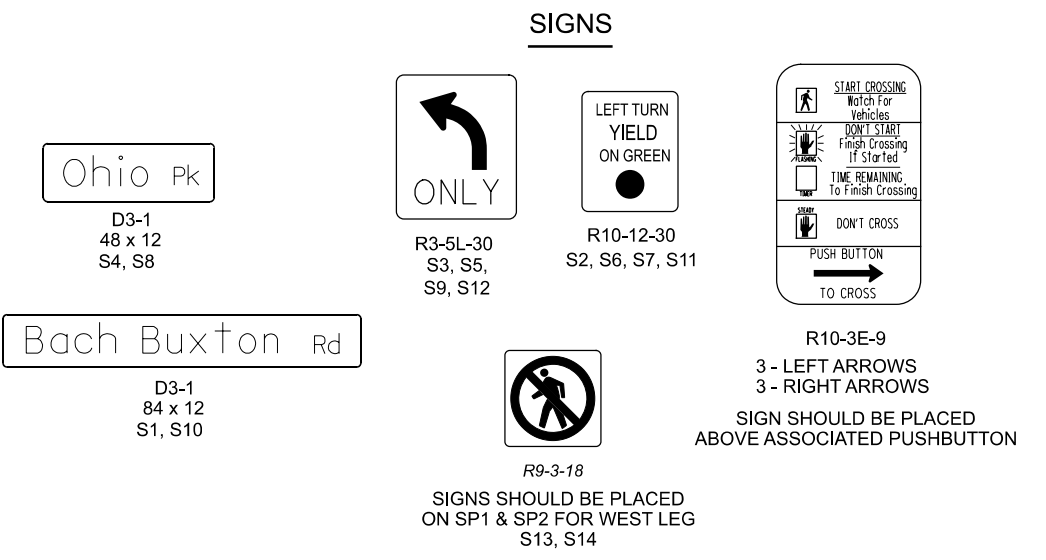 SIGNS
Ohio Pk
D3-1
48 x 12
S4, S8
Bach Buxton Rd
D3-1
84 x 12
S1, S10
ONLY
R3-5L-30
S3, S5,
S9, S12
LEFT TURN
YIELD
ON GREEN
R10-12-30
S2, S6, S7, S11
R9-3-18
SIGNS SHOULD BE PLACED
ON SP1 & SP2 FOR WEST LEG
S13, S14
START CROSSING
Watch For
Vehicles
DON'T START
Finish Crossing
If Started
FLASHING
TIME REMAINING
To Finish Crossing
TIMER
STEADY
DON'T CROSS
PUSH BUTTON
TO CROSS
R10-3E-9
3 - LEFT ARROWS
3 - RIGHT ARROWS
SIGN SHOULD BE PLACED
ABOVE ASSOCIATED PUSHBUTTON